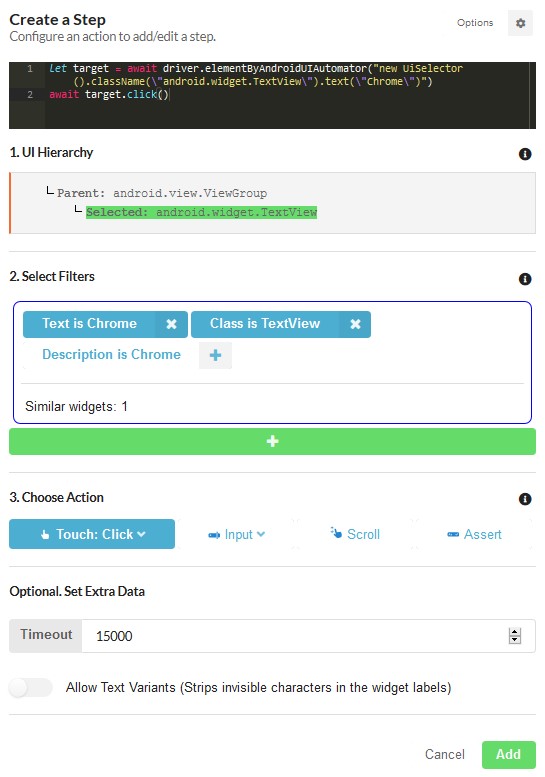 Create a Step
Options
Configure an action to add/edit a step.
1 let target = await driver.elementByAndroidUIAutomator("new UiSelector
().className(\"android.widget.TextView\").text(\"Chrome\")")
2 await target.click()
1. UI Hierarchy
Parent: android.view.ViewGroup
Selected: android.widget.TextView
2. Select Filters
Text is Chrome
Class is TextView
Description is Chrome
Similar widgets: 1
3. Choose Action
Touch: Click
Input
Scroll
Assert
Optional. Set Extra Data
Timeout 15000
Allow Text Variants (Strips invisible characters in the widget labels)
Cancel Add